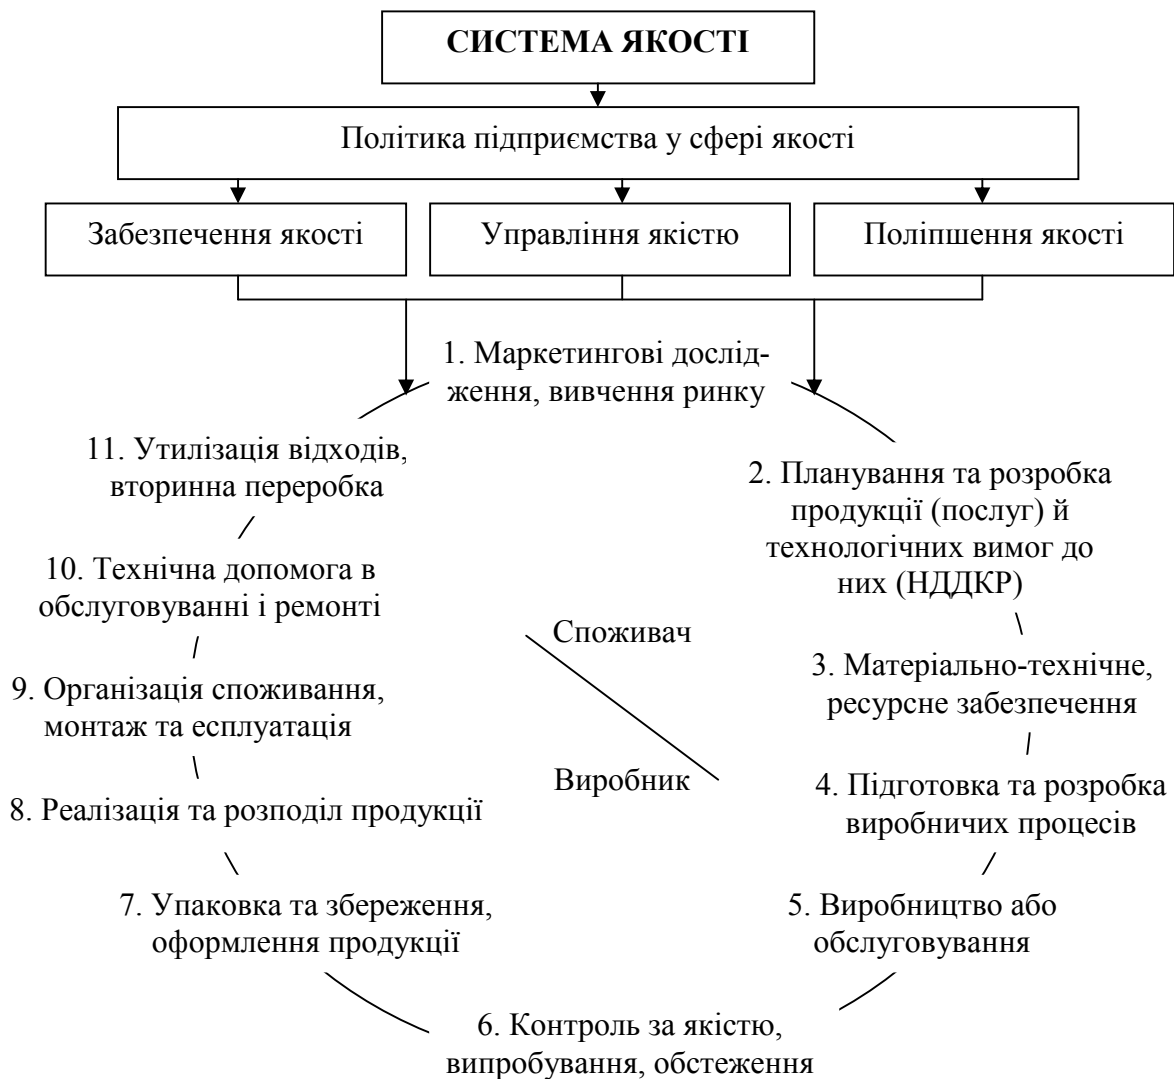 СИСТЕМА ЯКОСТІ
Політика підприємства у сфері якості
Забезпечення якості
Управління якістю
Поліпшення якості
1. Маркетингові дослід-
ження, вивчення ринку
2. Планування та розробка
продукції (послуг) й
технологічних вимог до
них (НДДКР)
3. Матеріально-технічне,
ресурсне забезпечення
4. Підготовка та розробка
виробничих процесів
5. Виробництво або
обслуговування
6. Контроль за якістю,
випробування, обстеження
7. Упаковка та збереження,
оформлення продукції
8. Реалізація та розподіл продукції
9. Організація споживання,
монтаж та есплуатація
10. Технічна допомога в
обслуговуванні і ремонті
11. Утилізація відходів,
вторинна переробка
Споживач
Виробник